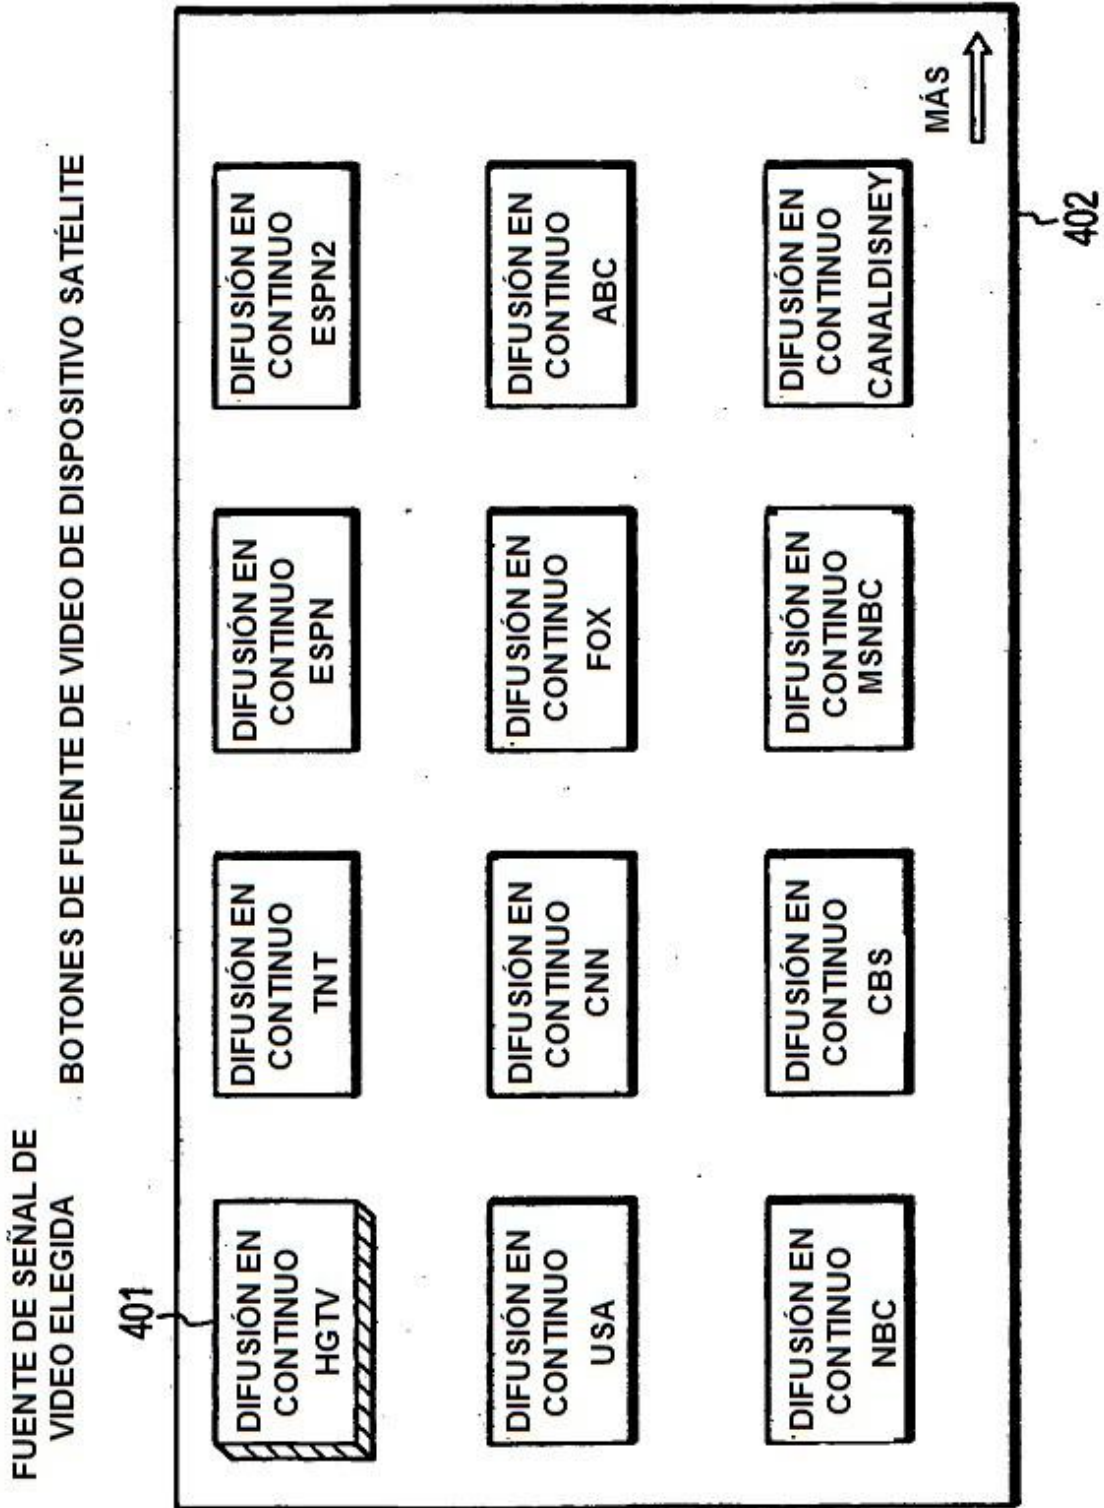 FUENTE DE SEÑAL DE
VIDEO ELEGIDA
BOTONES DE FUENTE DE VIDEO DE DISPOSITIVO SATÉLITE
401
DIFUSIÓN EN
CONTINUO
HGTV
DIFUSIÓN EN
CONTINUO
TNT
DIFUSIÓN EN
CONTINUO
ESPN
DIFUSIÓN EN
CONTINUO
ESPN2
DIFUSIÓN EN
CONTINUO
USA
DIFUSIÓN EN
CONTINUO
CNN
DIFUSIÓN EN
CONTINUO
FOX
DIFUSIÓN EN
CONTINUO
ABC
DIFUSIÓN EN
CONTINUO
NBC
DIFUSIÓN EN
CONTINUO
CBS
DIFUSIÓN EN
CONTINUO
MSNBC
DIFUSIÓN EN
CONTINUO
CANALDISNEY
MÁS
402